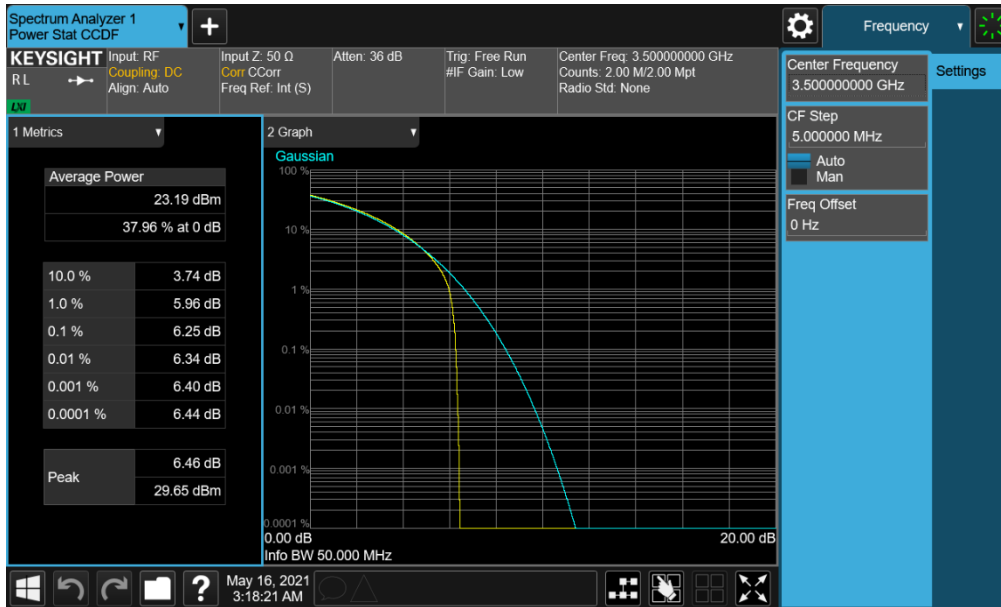 Spectrum Analyzer 1
Power Stat CCDF
+
Frequency
KEYSIGHT
R L
LXI
Input: RF
Coupling: DC
Align: Auto
Input Z: 50 Ω
Corr CCorr
Freq Ref: Int (S)
Atten: 36 dB
Trig: Free Run
#IF Gain: Low
Center Freq: 3.500000000 GHz
Counts: 2.00 M/2.00 Mpt
Radio Std: None
Center Frequency
3.500000000 GHz
Settings
CF Step
5.000000 MHz
Auto
Man
Freq Offset
0 Hz
1 Metrics
Average Power
23.19 dBm
37.96 % at 0 dB
10.0 % 3.74 dB
1.0 % 5.96 dB
0.1 % 6.25 dB
0.01 % 6.34 dB
0.001 % 6.40 dB
0.0001 % 6.44 dB
Peak
6.46 dB
29.65 dBm
2 Graph
Gaussian
100 %
10 %
1 %
0.1 %
0.01 %
0.001 %
0.0001 %
0.00 dB 20.00 dB
Info BW 50.000 MHz
?
May 16, 2021
3:18:21 AM